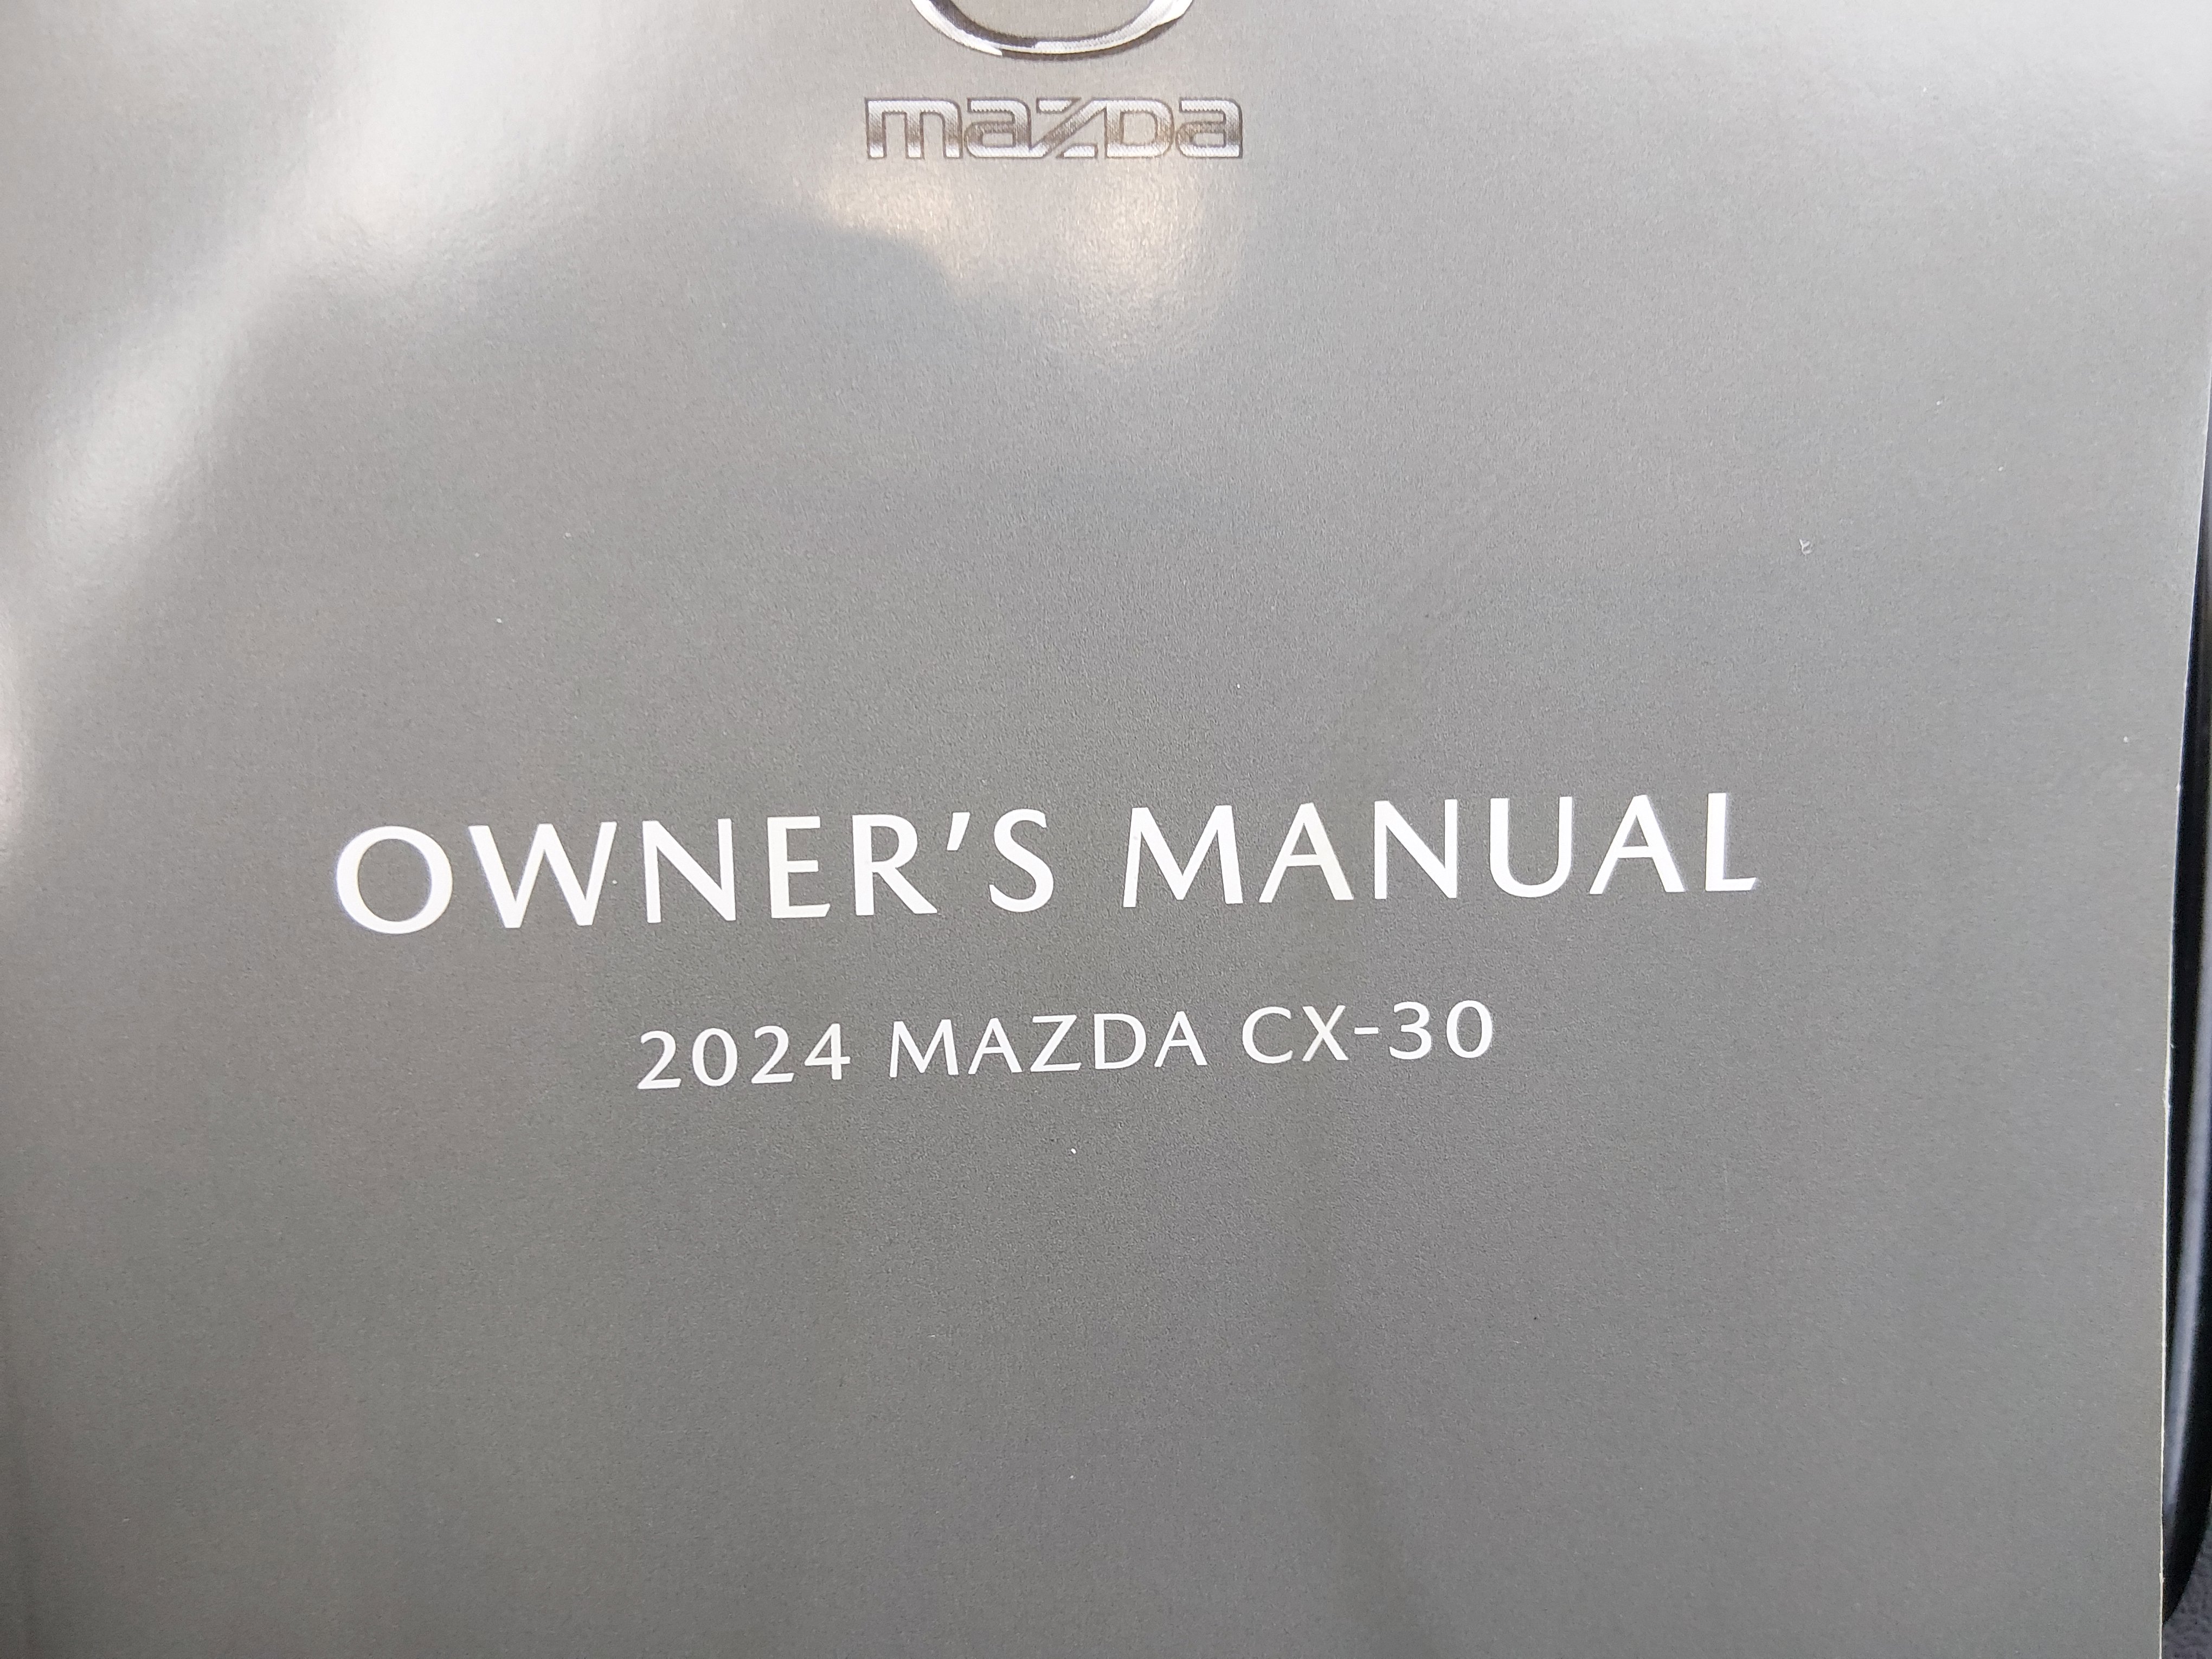 mazda
OWNER'S MANUAL
2024 MAZDA CX-30